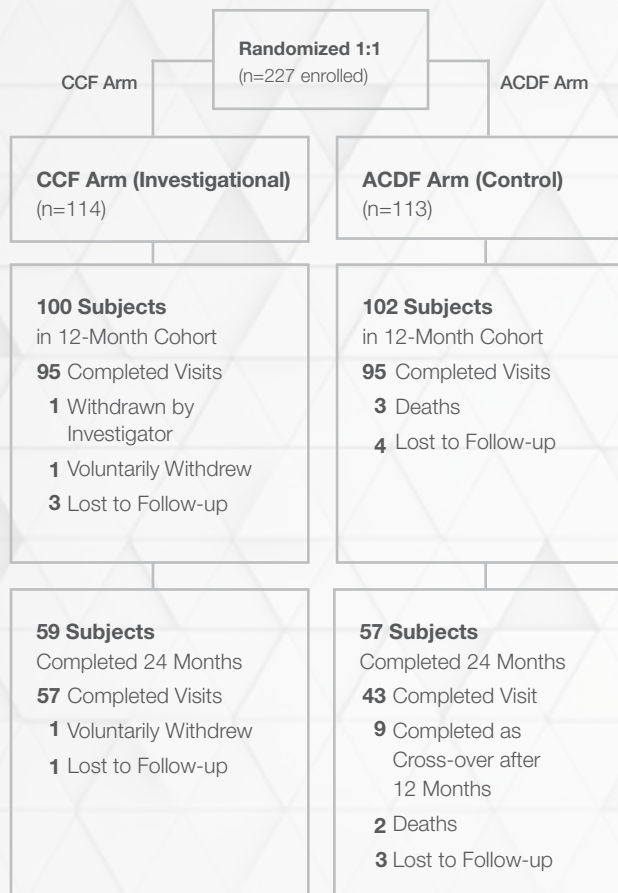 Randomized 1:1
(n=227 enrolled)
CCF Arm
ACDF Arm
CCF Arm (Investigational)
(n=114)
ACDF Arm (Control)
(n=113)
100 Subjects
in 12-Month Cohort
95 Completed Visits
1 Withdrawn by
Investigator
1 Voluntarily Withdrew
3 Lost to Follow-up
102 Subjects
in 12-Month Cohort
95 Completed Visits
3 Deaths
4 Lost to Follow-up
59 Subjects
Completed 24 Months
57 Completed Visits
1 Voluntarily Withdrew
1 Lost to Follow-up
57 Subjects
Completed 24 Months
43 Completed Visit
9 Completed as
Cross-over after
12 Months
2 Deaths
3 Lost to Follow-up